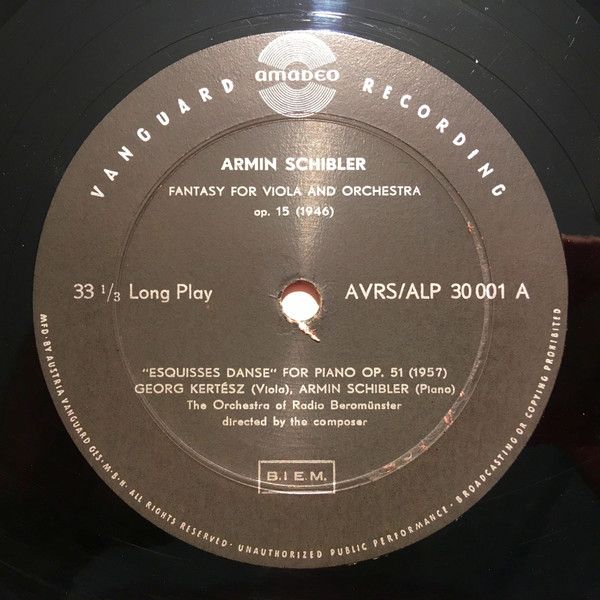 VANGUARD RECORDING
amadeo
ARMIN SCHIBLER
FANTASY FOR VIOLA AND ORCHESTRA
op. 15 (1946)
33 1/3 Long Play
AVRS/ALP 30 001 A
"ESQUISSES DANSE" FOR PIANO OP. 51 (1957)
GEORG KERTÉSZ (Viola), ARMIN SCHIBLER (Piano)
The Orchestra of Radio Beromünster
directed by the composer
B.I E.M.
MFD · BY AUSTRIA VANGUARD GES · M · B · H · ALL RIGHTS RESERVED · UNAUTHORIZED PUBLIC PERFORMANCE · BROADCASTING OR COPYING PROHIBITED